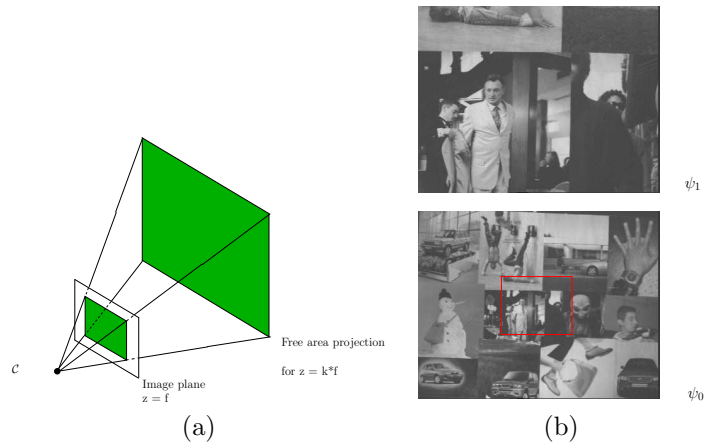 ψ₁
C
Free area projection
for z = k*f
Image plane
z = f
ψ₀
(a)
(b)